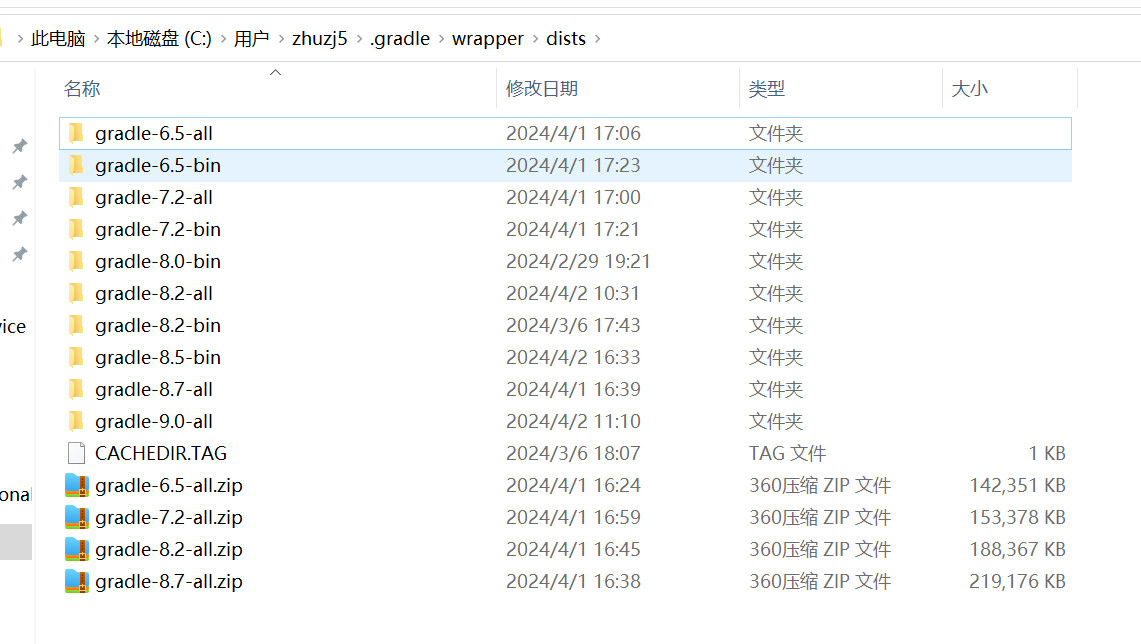 此电脑 › 本地磁盘 (C:) › 用户 › zhuzj5 › .gradle › wrapper › dists ›
名称 修改日期 类型 大小
gradle-6.5-all 2024/4/1 17:06 文件夹
gradle-6.5-bin 2024/4/1 17:23 文件夹
gradle-7.2-all 2024/4/1 17:00 文件夹
gradle-7.2-bin 2024/4/1 17:21 文件夹
gradle-8.0-bin 2024/2/29 19:21 文件夹
gradle-8.2-all 2024/4/2 10:31 文件夹
vice gradle-8.2-bin 2024/3/6 17:43 文件夹
gradle-8.5-bin 2024/4/2 16:33 文件夹
gradle-8.7-all 2024/4/1 16:39 文件夹
gradle-9.0-all 2024/4/2 11:10 文件夹
CACHEDIR.TAG 2024/3/6 18:07 TAG 文件 1 KB
onal gradle-6.5-all.zip 2024/4/1 16:24 360压缩 ZIP 文件 142,351 KB
gradle-7.2-all.zip 2024/4/1 16:59 360压缩 ZIP 文件 153,378 KB
gradle-8.2-all.zip 2024/4/1 16:45 360压缩 ZIP 文件 188,367 KB
gradle-8.7-all.zip 2024/4/1 16:38 360压缩 ZIP 文件 219,176 KB